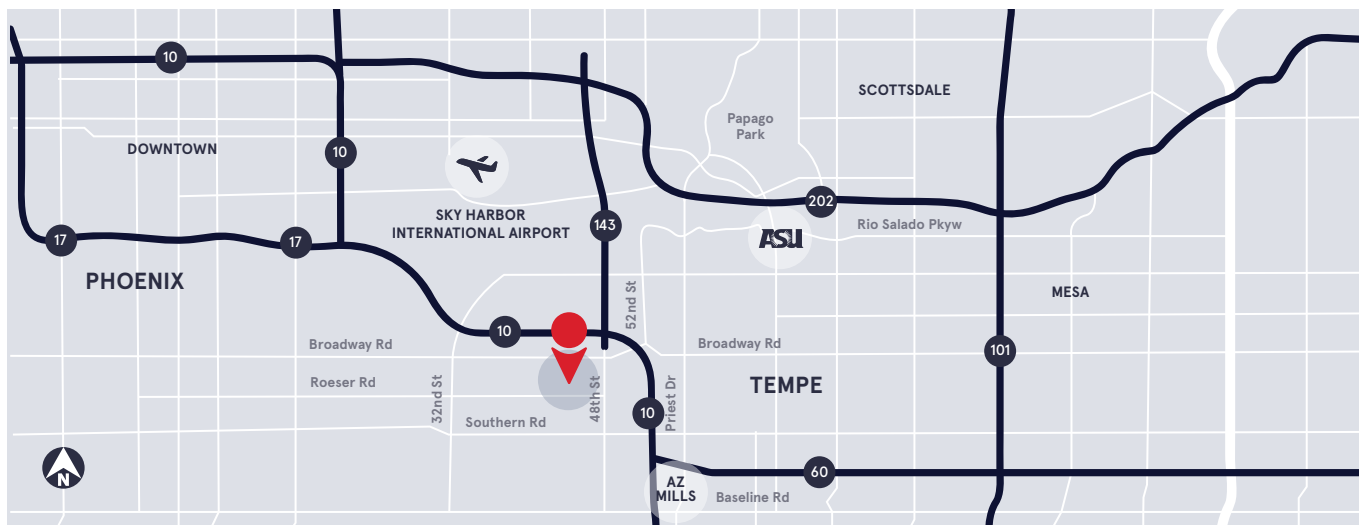 10
SCOTTSDALE
Papago
Park
DOWNTOWN
10
202
SKY HARBOR
INTERNATIONAL AIRPORT
143
Rio Salado Pkyw
17
17
ASU
PHOENIX
MESA
52nd St
10
Broadway Rd
Broadway Rd
101
Roeser Rd
TEMPE
32nd St
48th St
Priest Dr
10
Southern Rd
N
60
AZ
MILLS
Baseline Rd